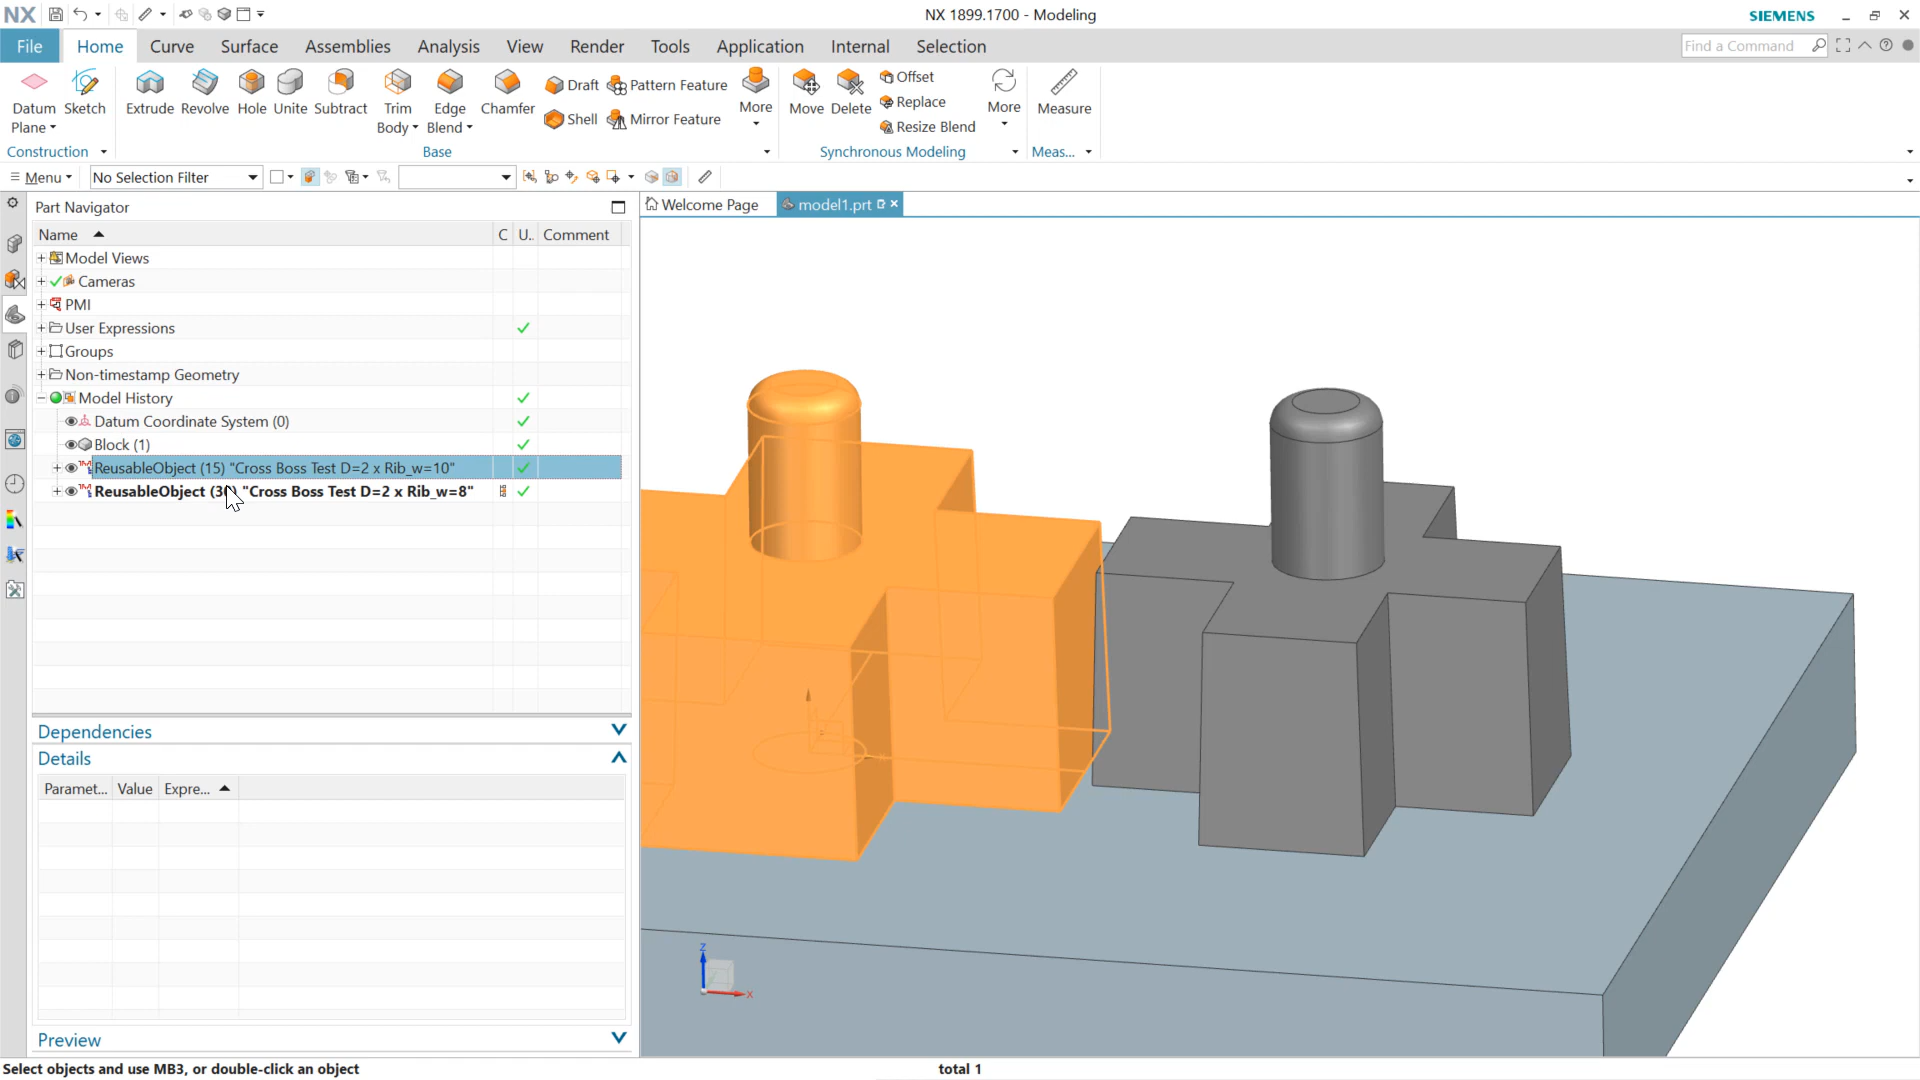 NX
NX 1899.1700 - Modeling
SIEMENS
File Home Curve Surface Assemblies Analysis View Render Tools Application Internal Selection
Find a Command
Datum Plane
Sketch
Extrude
Revolve
Hole
Unite
Subtract
Trim Body
Edge Blend
Chamfer
Draft
Shell
Pattern Feature
Mirror Feature
More
Move
Delete
Offset
Replace
Resize Blend
More
Measure
Construction
Base
Synchronous Modeling
Meas...
Menu
No Selection Filter
Part Navigator
Welcome Page
model1.prt
Name C U.. Comment
Model Views
Cameras
PMI
User Expressions
Groups
Non-timestamp Geometry
Model History
Datum Coordinate System (0)
Block (1)
ReusableObject (15) "Cross Boss Test D=2 x Rib_w=10"
ReusableObject "Cross Boss Test D=2 x Rib_w=8"
Dependencies
Details
Paramet... Value Expre...
Preview
Z
X
Select objects and use MB3, or double-click an object
total 1